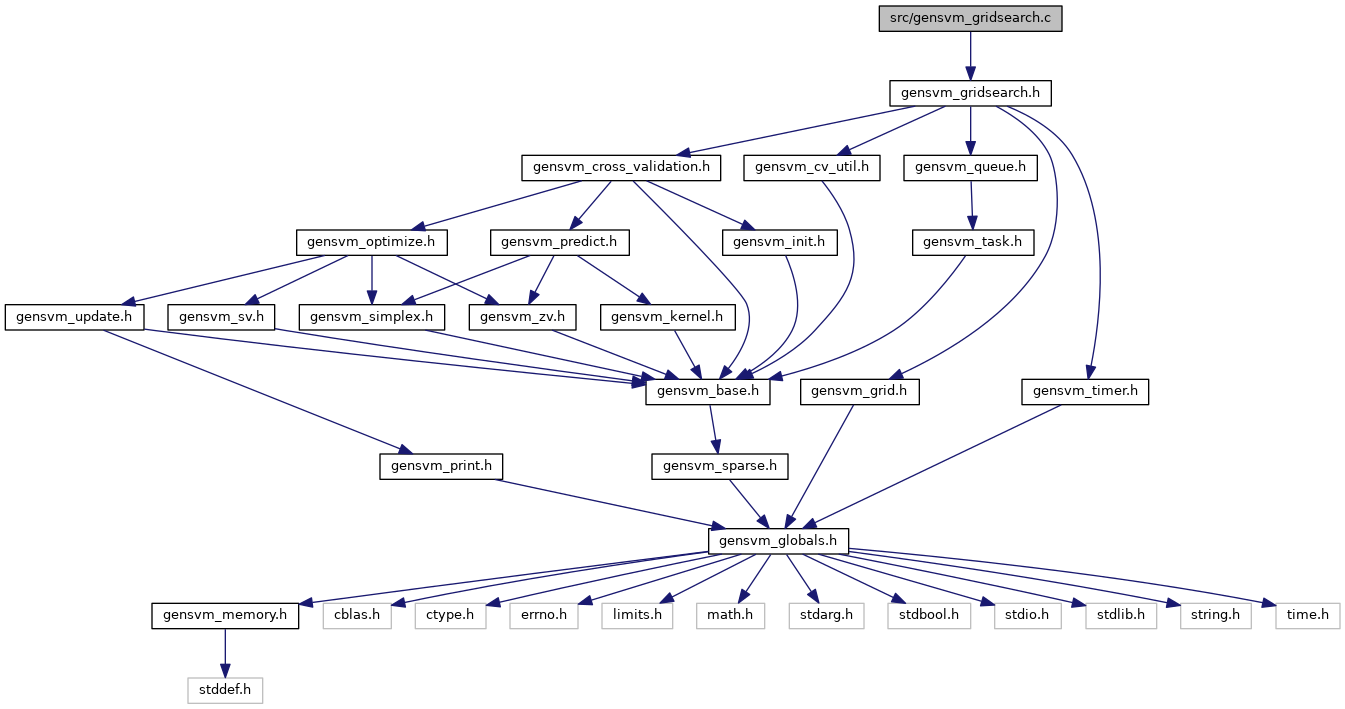 src/gensvm_gridsearch.c
gensvm_gridsearch.h
gensvm_cross_validation.h
gensvm_cv_util.h
gensvm_queue.h
gensvm_optimize.h
gensvm_predict.h
gensvm_init.h
gensvm_task.h
gensvm_update.h
gensvm_sv.h
gensvm_simplex.h
gensvm_zv.h
gensvm_kernel.h
gensvm_base.h
gensvm_grid.h
gensvm_timer.h
gensvm_print.h
gensvm_sparse.h
gensvm_globals.h
gensvm_memory.h
cblas.h
ctype.h
errno.h
limits.h
math.h
stdarg.h
stdbool.h
stdio.h
stdlib.h
string.h
time.h
stddef.h